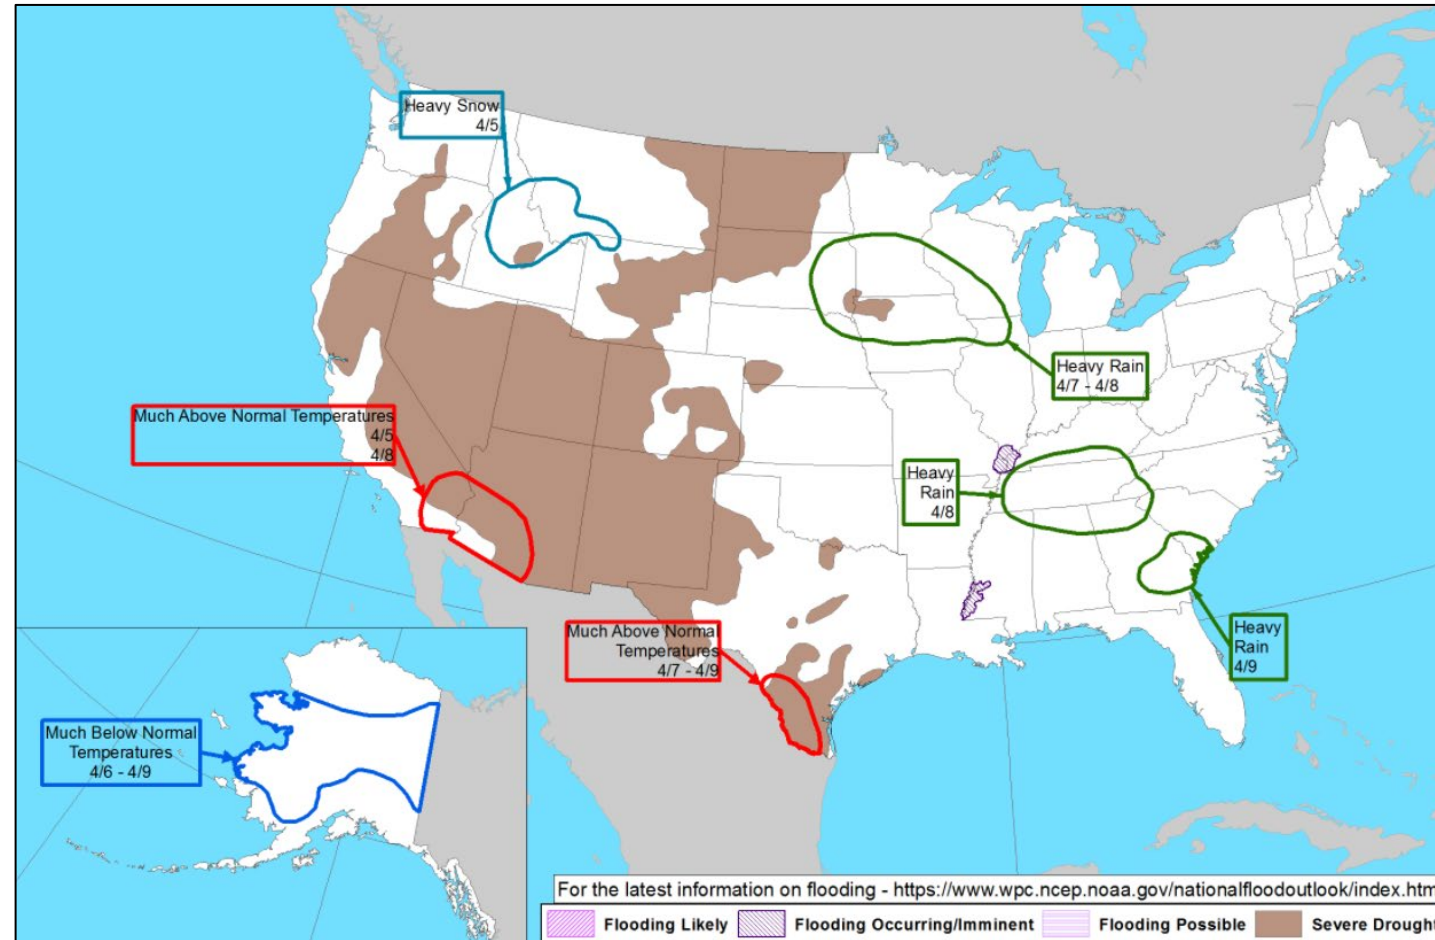 Heavy Snow
4/5
Heavy Rain
4/7 - 4/8
Much Above Normal Temperatures
4/5
4/8
Heavy
Rain
4/8
Much Above Normal
Temperatures
4/7 - 4/9
Heavy
Rain
4/9
Much Below Normal
Temperatures
4/6 - 4/9
For the latest information on flooding - https://www.wpc.ncep.noaa.gov/nationalfloodoutlook/index.htm
Flooding Likely Flooding Occurring/Imminent Flooding Possible Severe Drought